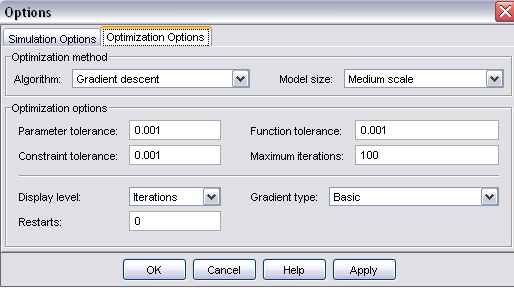 Options
Simulation Options Optimization Options
Optimization method
Algorithm: Gradient descent Model size: Medium scale
Optimization options
Parameter tolerance: 0.001 Function tolerance: 0.001
Constraint tolerance: 0.001 Maximum iterations: 100
Display level: Iterations Gradient type: Basic
Restarts: 0
OK Cancel Help Apply